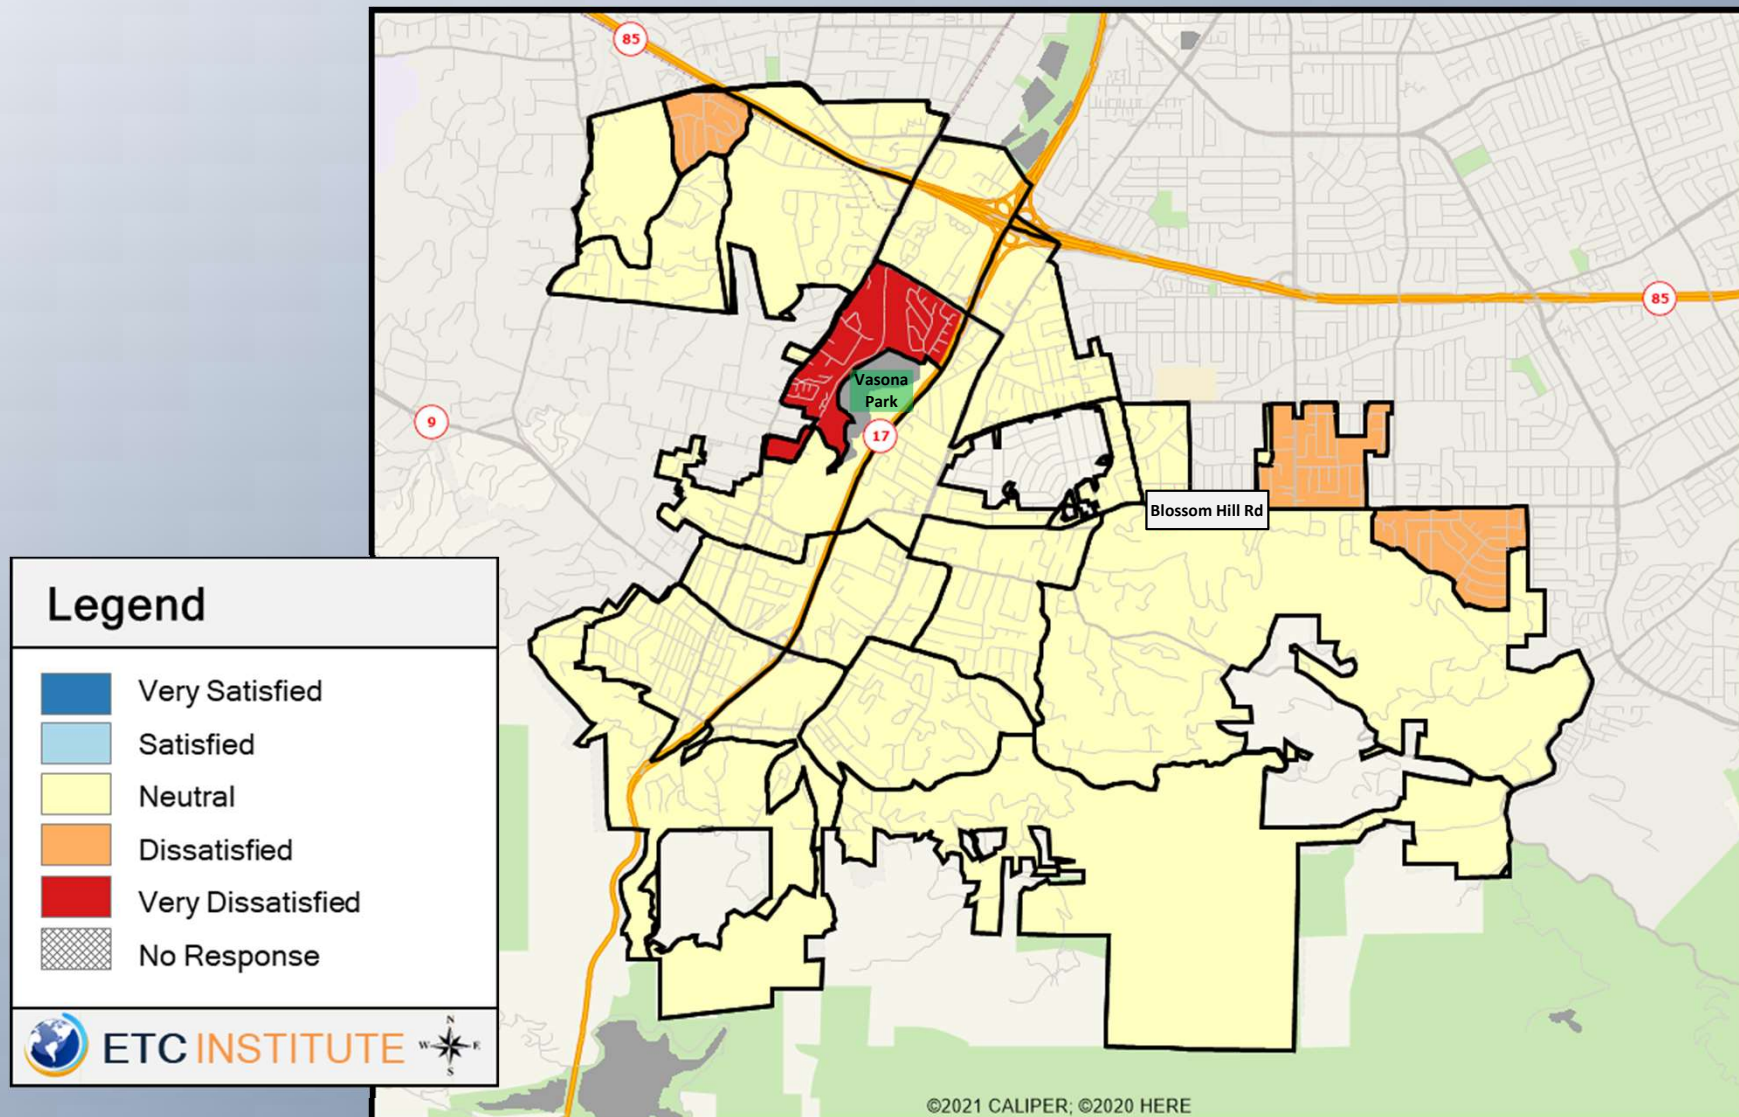 85
85
9
Vasona
Park
17
Blossom Hill Rd
Legend
Very Satisfied
Satisfied
Neutral
Dissatisfied
Very Dissatisfied
No Response
ETC INSTITUTE
N
W E
S
©2021 CALIPER; ©2020 HERE